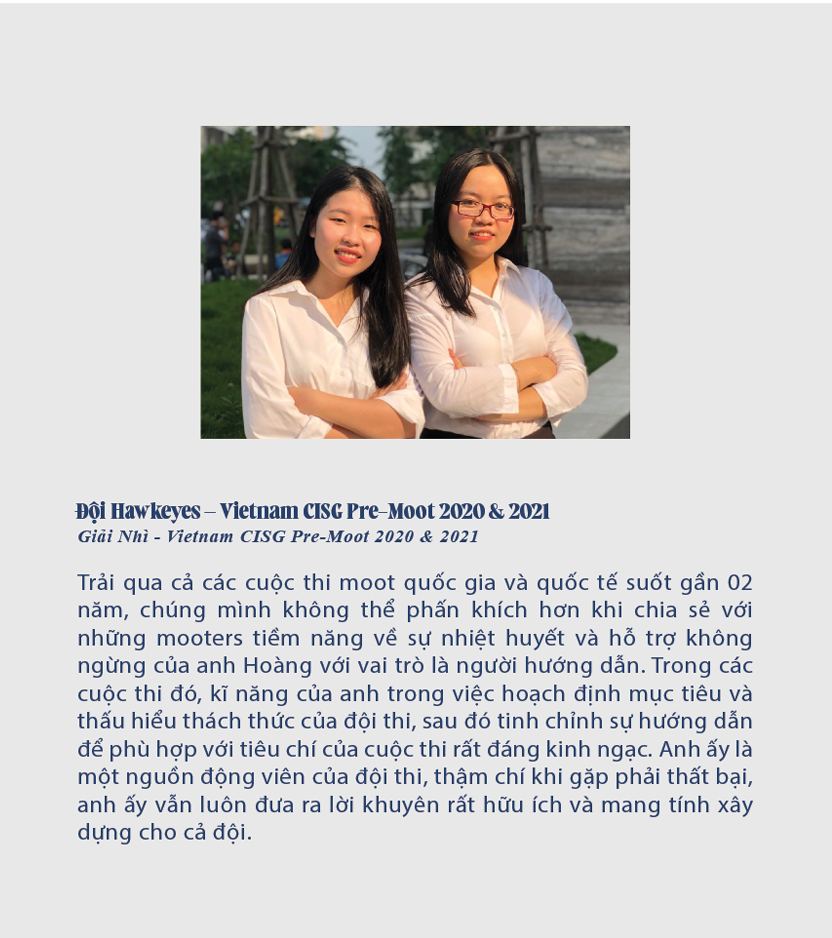 Đội Hawkeyes – Vietnam CISG Pre-Moot 2020 & 2021
Giải Nhì - Vietnam CISG Pre-Moot 2020 & 2021
Trải qua cả các cuộc thi moot quốc gia và quốc tế suốt gần 02
năm, chúng mình không thể phấn khích hơn khi chia sẻ với
những mooters tiềm năng về sự nhiệt huyết và hỗ trợ không
ngừng của anh Hoàng với vai trò là người hướng dẫn. Trong các
cuộc thi đó, kĩ năng của anh trong việc hoạch định mục tiêu và
thấu hiểu thách thức của đội thi, sau đó tinh chỉnh sự hướng dẫn
để phù hợp với tiêu chí của cuộc thi rất đáng kinh ngạc. Anh ấy là
một nguồn động viên của đội thi, thậm chí khi gặp phải thất bại,
anh ấy vẫn luôn đưa ra lời khuyên rất hữu ích và mang tính xây
dựng cho cả đội.